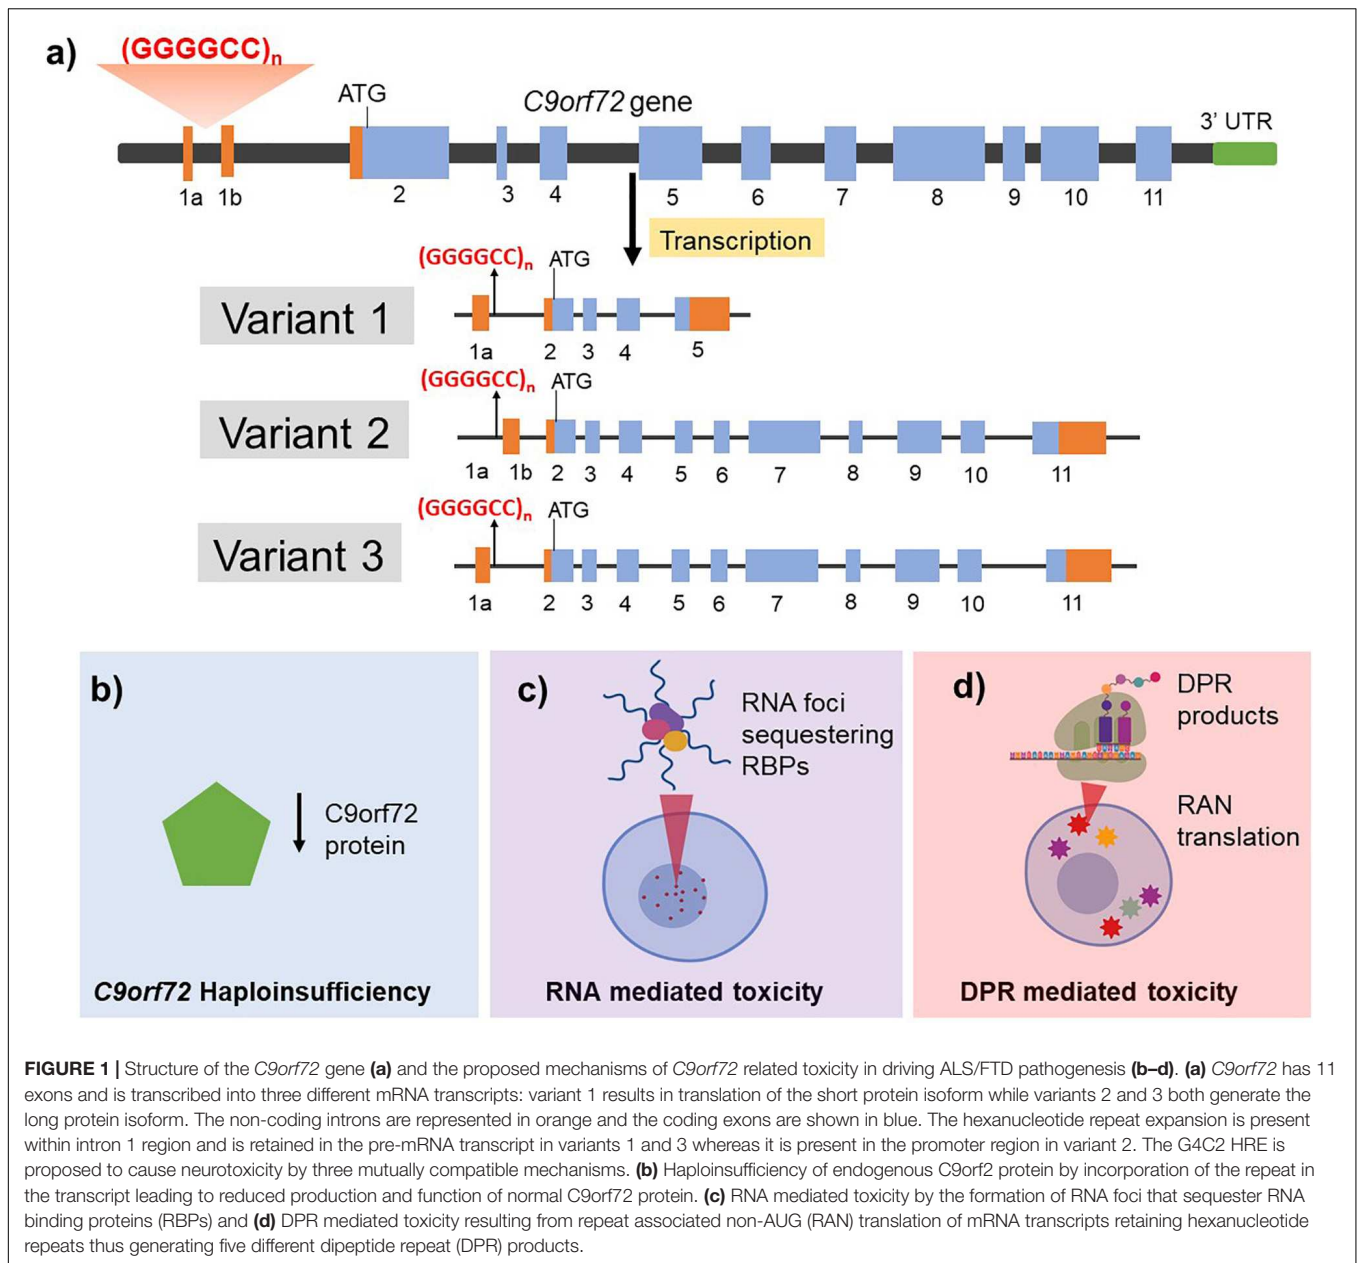 a)
(GGGGCC)n
ATG
C9orf72 gene
3' UTR
1a 1b 2 3 4 5 6 7 8 9 10 11
Transcription
(GGGGCC)n ATG
Variant 1
1a 2 3 4 5
(GGGGCC)n ATG
Variant 2
1a 1b 2 3 4 5 6 7 8 9 10 11
(GGGGCC)n ATG
Variant 3
1a 2 3 4 5 6 7 8 9 10 11
b)
C9orf72
protein
C9orf72 Haploinsufficiency
c)
RNA foci
sequestering
RBPs
RNA mediated toxicity
d)
DPR
products
RAN
translation
DPR mediated toxicity
FIGURE 1 | Structure of the C9orf72 gene (a) and the proposed mechanisms of C9orf72 related toxicity in driving ALS/FTD pathogenesis (b–d). (a) C9orf72 has 11
exons and is transcribed into three different mRNA transcripts: variant 1 results in translation of the short protein isoform while variants 2 and 3 both generate the
long protein isoform. The non-coding introns are represented in orange and the coding exons are shown in blue. The hexanucleotide repeat expansion is present
within intron 1 region and is retained in the pre-mRNA transcript in variants 1 and 3 whereas it is present in the promoter region in variant 2. The G4C2 HRE is
proposed to cause neurotoxicity by three mutually compatible mechanisms. (b) Haploinsufficiency of endogenous C9orf2 protein by incorporation of the repeat in
the transcript leading to reduced production and function of normal C9orf72 protein. (c) RNA mediated toxicity by the formation of RNA foci that sequester RNA
binding proteins (RBPs) and (d) DPR mediated toxicity resulting from repeat associated non-AUG (RAN) translation of mRNA transcripts retaining hexanucleotide
repeats thus generating five different dipeptide repeat (DPR) products.